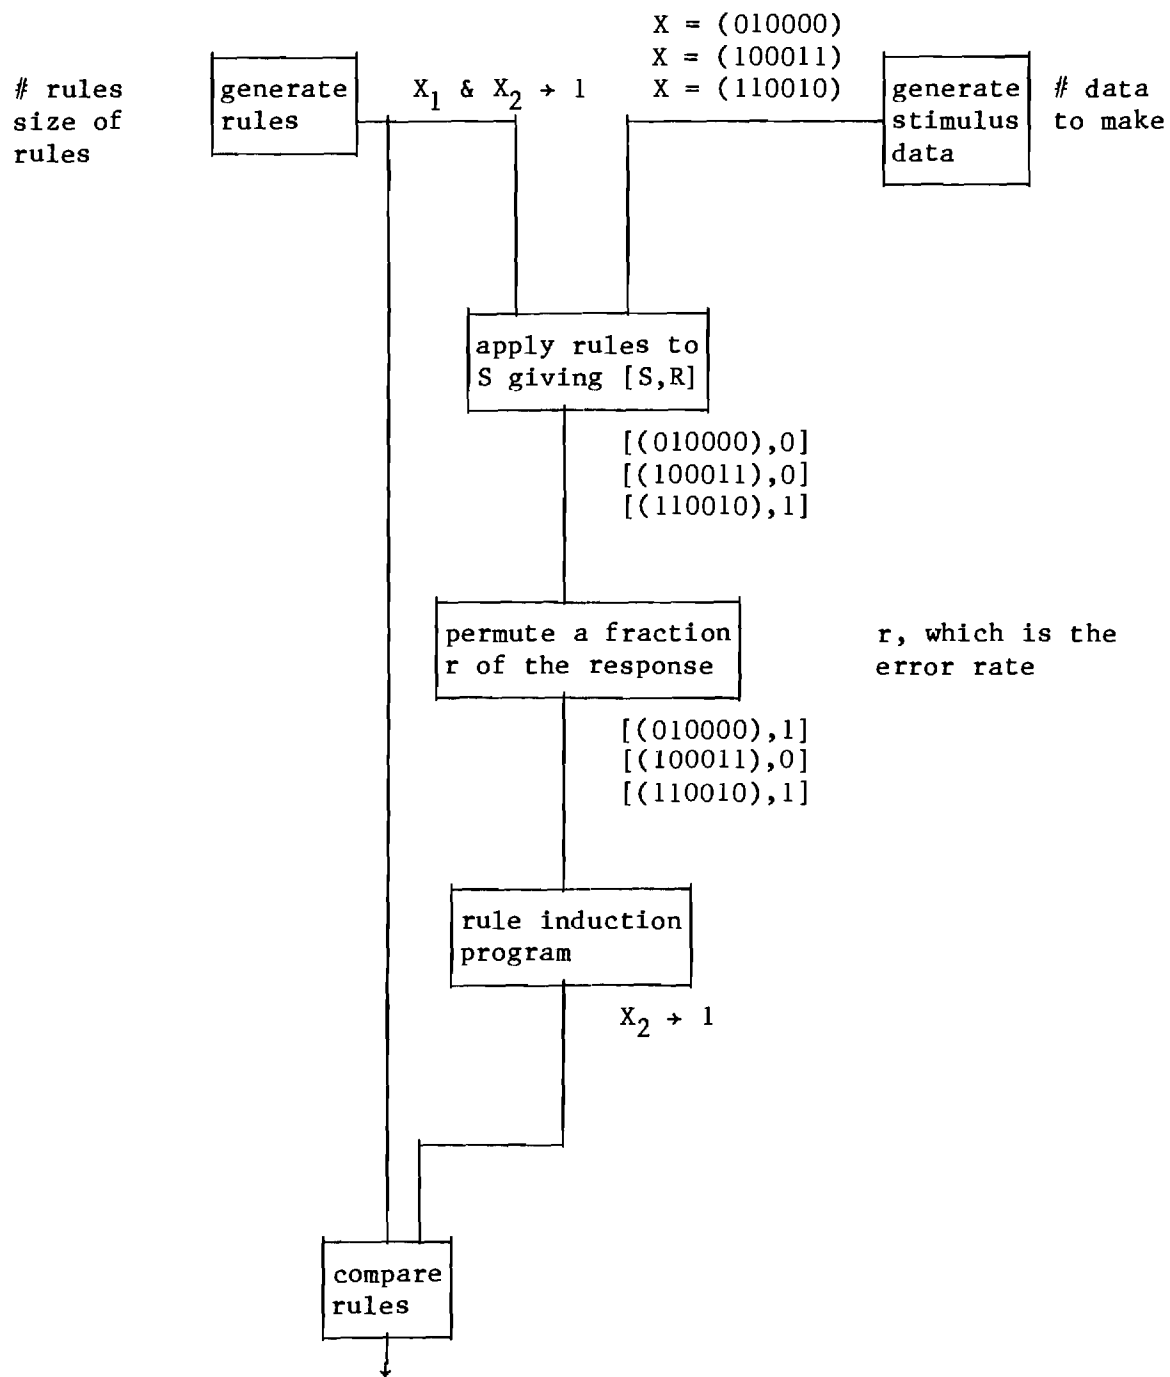 # rules
size of
rules
generate
rules
X₁ & X₂ → 1
X = (010000)
X = (100011)
X = (110010)
generate
stimulus
data
# data
to make
apply rules to
S giving [S,R]
[(010000),0]
[(100011),0]
[(110010),1]
permute a fraction
r of the response
r, which is the
error rate
[(010000),1]
[(100011),0]
[(110010),1]
rule induction
program
X₂ → 1
compare
rules